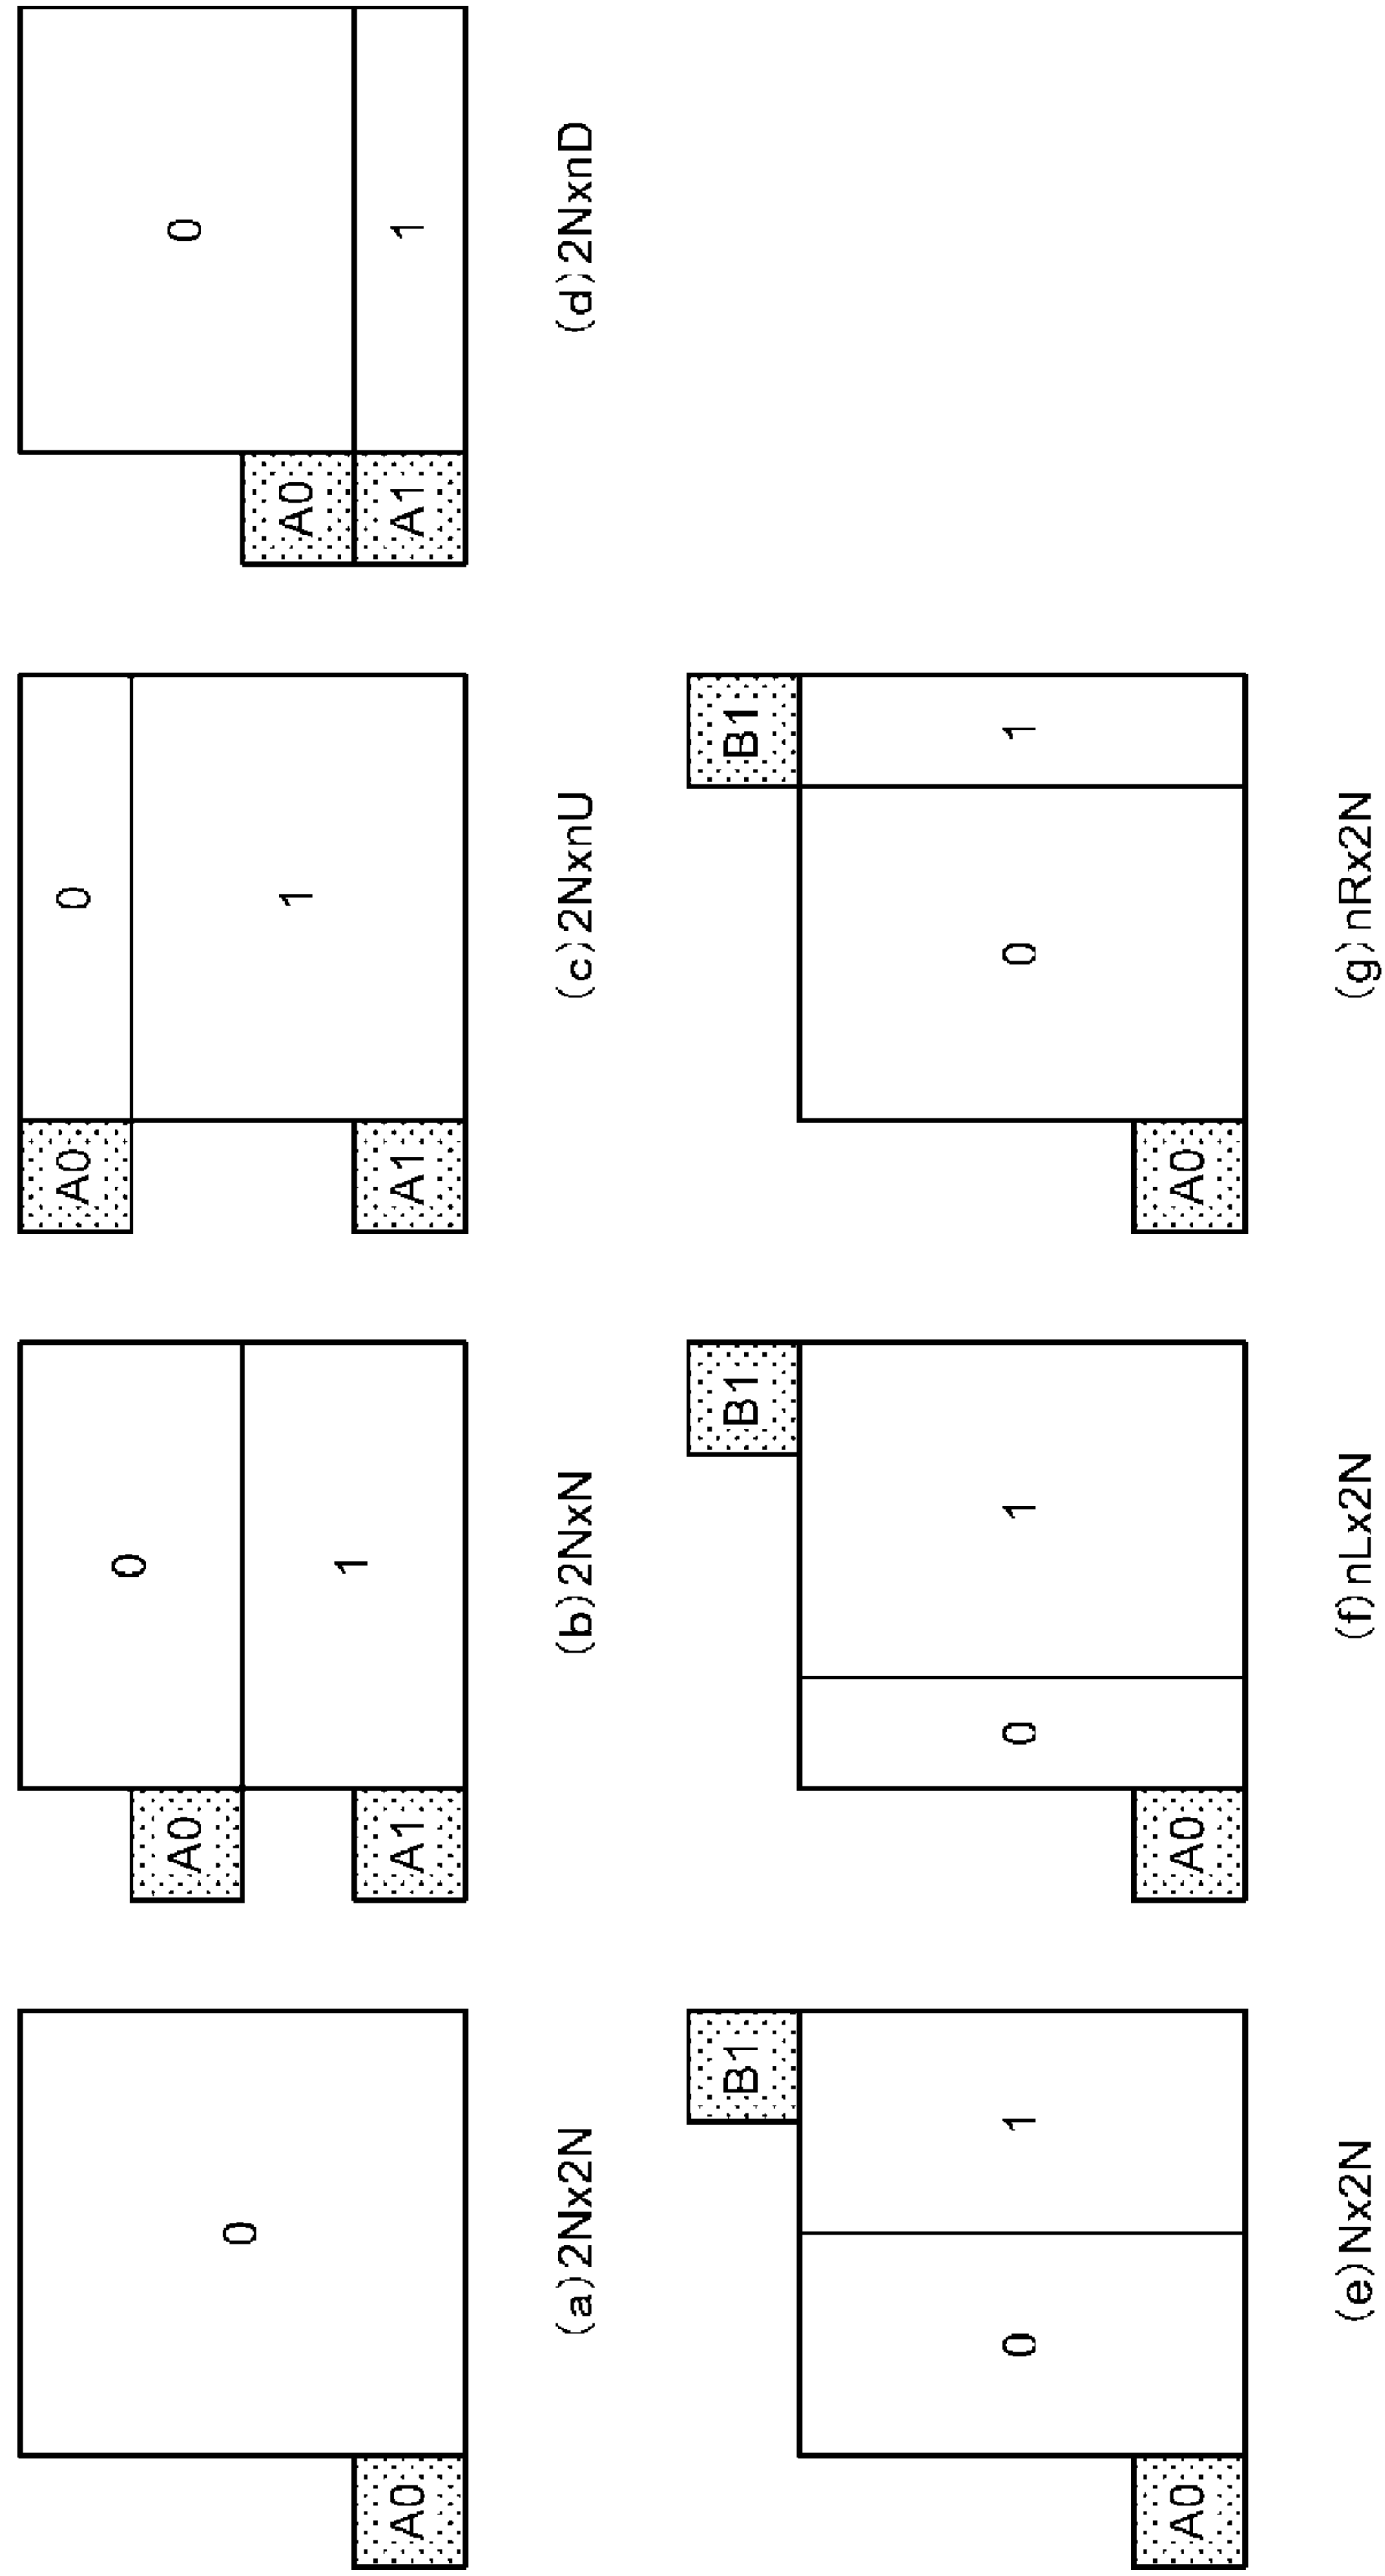 0
A0
(a)2Nx2N
0
A0
1
A1
(b)2NxN
A0 0
1
A1
(c)2NxnU
0
A0
A1 1
(d)2NxnD
B1
0 1
A0
(e)Nx2N
B1
0 1
A0
(f)nLx2N
B1
0 1
A0
(g)nRx2N